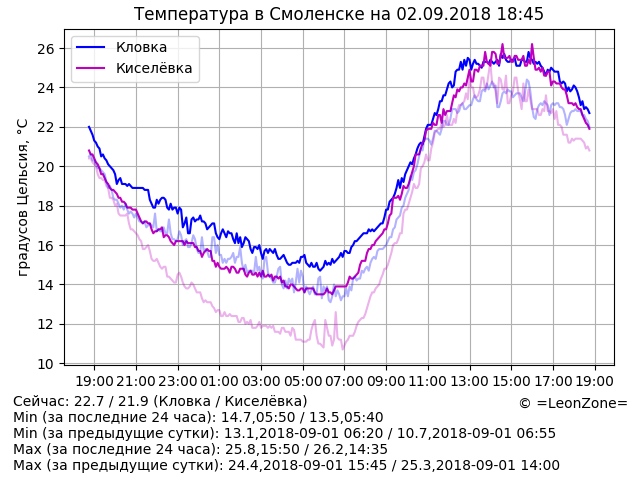 Температура в Смоленске на 02.09.2018 18:45
Кловка
Киселёвка
градусов Цельсия, °C
26
24
22
20
18
16
14
12
10
19:00 21:00 23:00 01:00 03:00 05:00 07:00 09:00 11:00 13:00 15:00 17:00 19:00
Сейчас: 22.7 / 21.9 (Кловка / Киселёвка)
© =LeonZone=
Min (за последние 24 часа): 14.7,05:50 / 13.5,05:40
Min (за предыдущие сутки): 13.1,2018-09-01 06:20 / 10.7,2018-09-01 06:55
Max (за последние 24 часа): 25.8,15:50 / 26.2,14:35
Max (за предыдущие сутки): 24.4,2018-09-01 15:45 / 25.3,2018-09-01 14:00